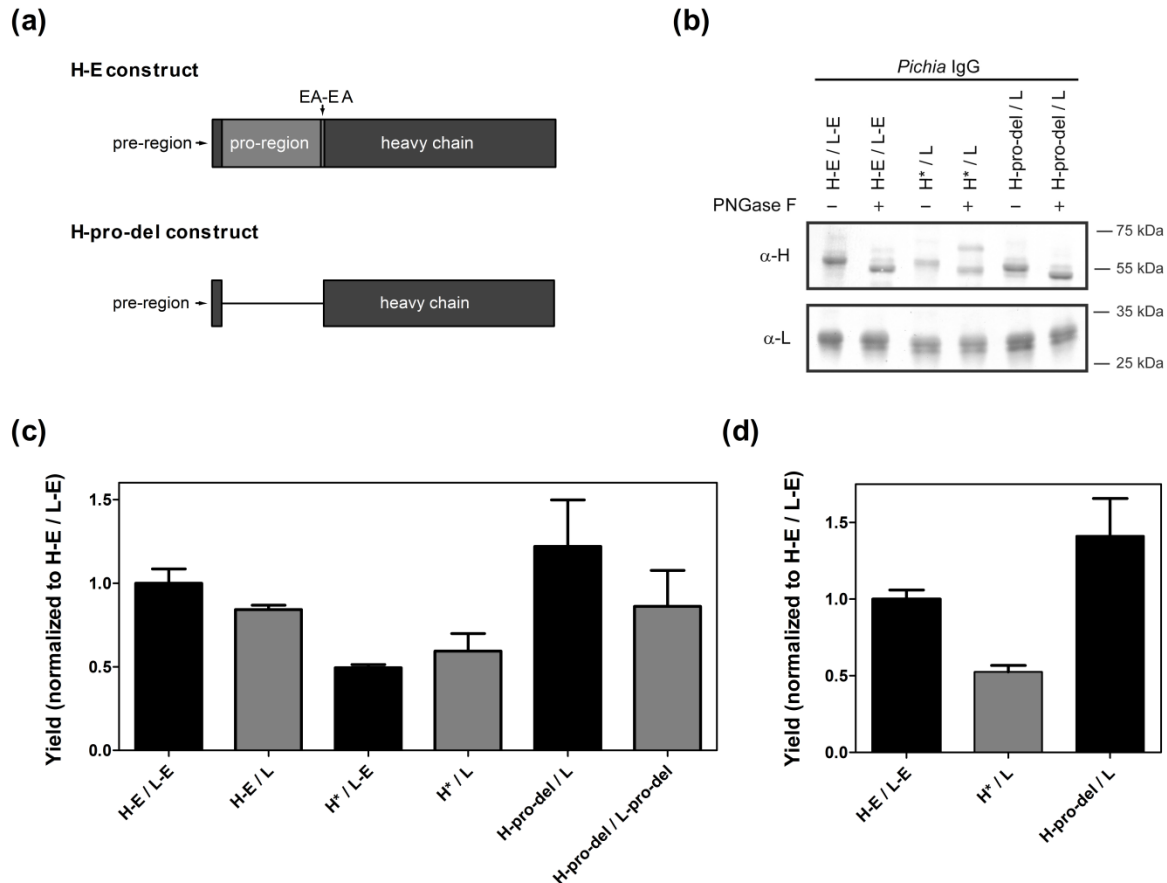 (a)
H-E construct
EA-EA
pre-region
pro-region
heavy chain
H-pro-del construct
pre-region
heavy chain
(b)
Pichia IgG
H-E / L-E
H-E / L-E
H* / L
H* / L
H-pro-del / L
H-pro-del / L
PNGase F – + – + – +
α-H
75 kDa
55 kDa
α-L
35 kDa
25 kDa
(c)
Yield (normalized to H-E / L-E)
1.5
1.0
0.5
0.0
H-E / L-E
H-E / L
H* / L-E
H* / L
H-pro-del / L
H-pro-del / L-pro-del
(d)
Yield (normalized to H-E / L-E)
1.5
1.0
0.5
0.0
H-E / L-E
H* / L
H-pro-del / L